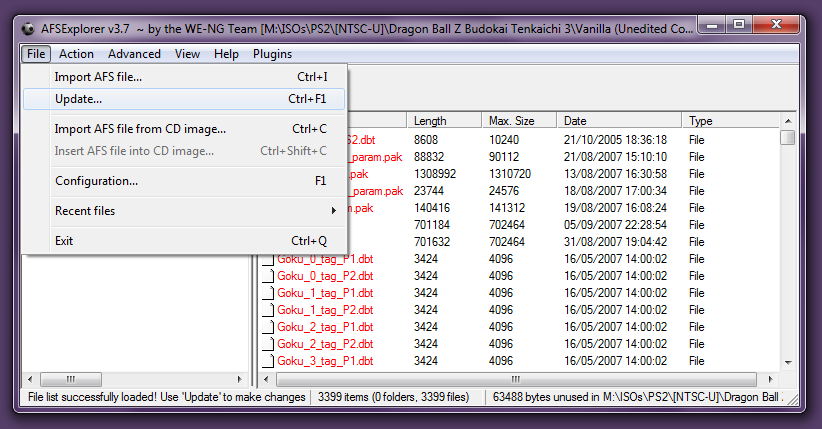 AFSExplorer v3.7 ~ by the WE-NG Team [M:\ISOs\PS2\[NTSC-U]\Dragon Ball Z Budokai Tenkaichi 3\Vanilla (Unedited Co...
File Action Advanced View Help Plugins
Import AFS file... Ctrl+I
Update... Ctrl+F1
Import AFS file from CD image... Ctrl+C
Insert AFS file into CD image... Ctrl+Shift+C
Configuration... F1
Recent files
Exit Ctrl+Q
Length Max. Size Date Type
S2.dbt 8608 10240 21/10/2005 18:36:18 File
_param.pak 88832 90112 21/08/2007 15:10:10 File
1308992 1310720 13/08/2007 16:30:58 File
_param.pak 23744 24576 18/08/2007 17:00:34 File
ram.pak 140416 141312 19/08/2007 16:08:24 File
701184 702464 05/09/2007 22:28:54 File
701632 702464 31/08/2007 19:04:42 File
Goku_0_tag_P1.dbt 3424 4096 16/05/2007 14:00:02 File
Goku_0_tag_P2.dbt 3424 4096 16/05/2007 14:00:02 File
Goku_1_tag_P1.dbt 3424 4096 16/05/2007 14:00:02 File
Goku_1_tag_P2.dbt 3424 4096 16/05/2007 14:00:02 File
Goku_2_tag_P1.dbt 3424 4096 16/05/2007 14:00:02 File
Goku_2_tag_P2.dbt 3424 4096 16/05/2007 14:00:02 File
Goku_3_tag_P1.dbt 3424 4096 16/05/2007 14:00:02 File
File list successfully loaded! Use 'Update' to make changes 3399 items (0 folders, 3399 files) 63488 bytes unused in M:\ISOs\PS2\[NTSC-U]\Dragon Ball Z